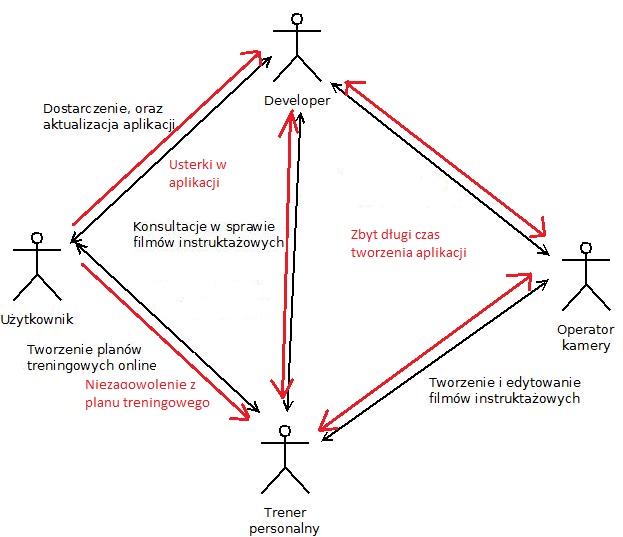 Developer
Dostarczenie, oraz
aktualizacja aplikacji
Usterki w
aplikacji
Konsultacje w sprawie
filmów instruktażowych
Zbyt długi czas
tworzenia aplikacji
Użytkownik
Operator
kamery
Tworzenie planów
treningowych online
Niezaoowolenie z
planu treningowego
Tworzenie i edytowanie
filmów instruktażowych
Trener
personalny